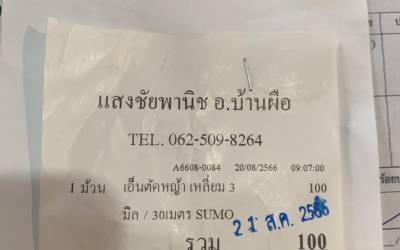 แสงชัยพานิช อ.บ้านผือ
TEL. 062-509-8264
A6608-0084 20/08/2566 09:07:00
1 ม้วน เอ็นตัดหญ้า เหลี่ยม 3 100
มิล / 30เมตร SUMO
2 1 ส.ค. 2566
รวม 100